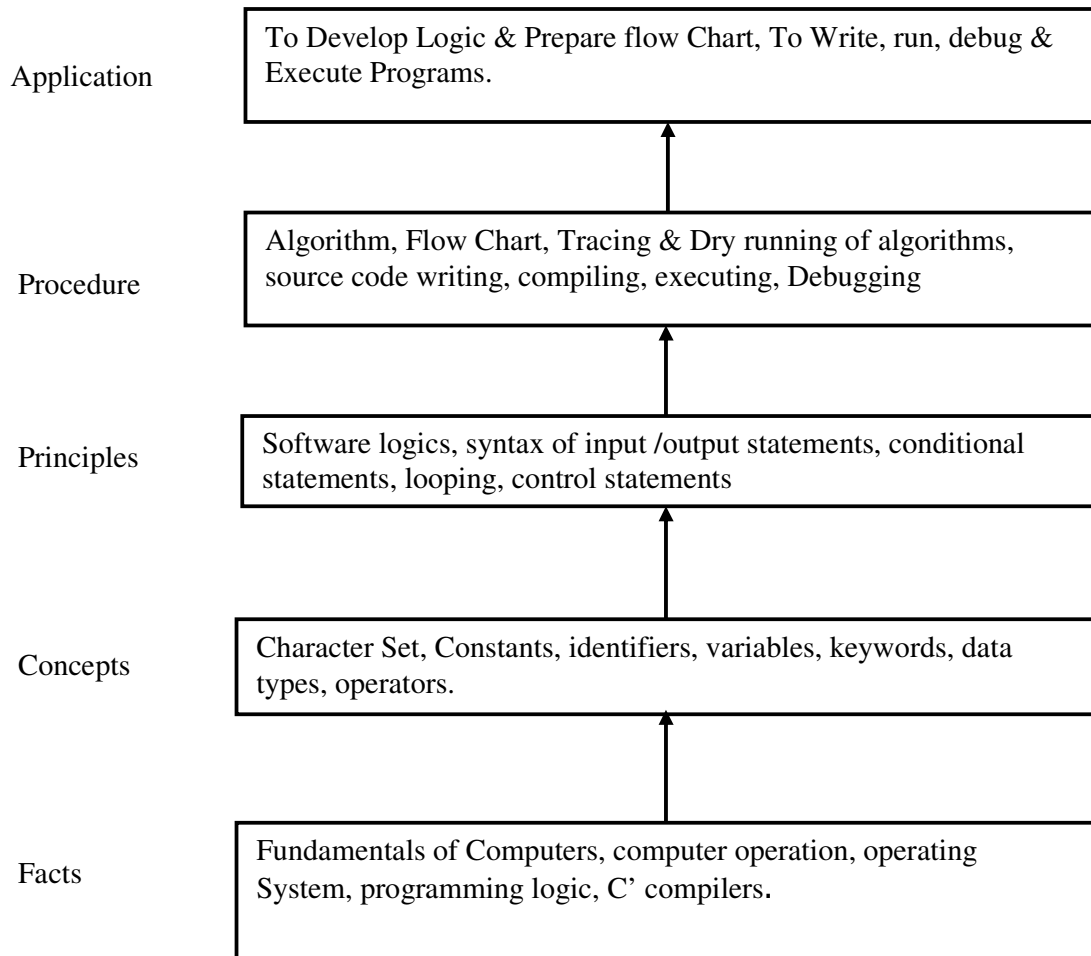 Application
To Develop Logic & Prepare flow Chart, To Write, run, debug &
Execute Programs.
Procedure
Algorithm, Flow Chart, Tracing & Dry running of algorithms,
source code writing, compiling, executing, Debugging
Principles
Software logics, syntax of input /output statements, conditional
statements, looping, control statements
Concepts
Character Set, Constants, identifiers, variables, keywords, data
types, operators.
Facts
Fundamentals of Computers, computer operation, operating
System, programming logic, C’ compilers.